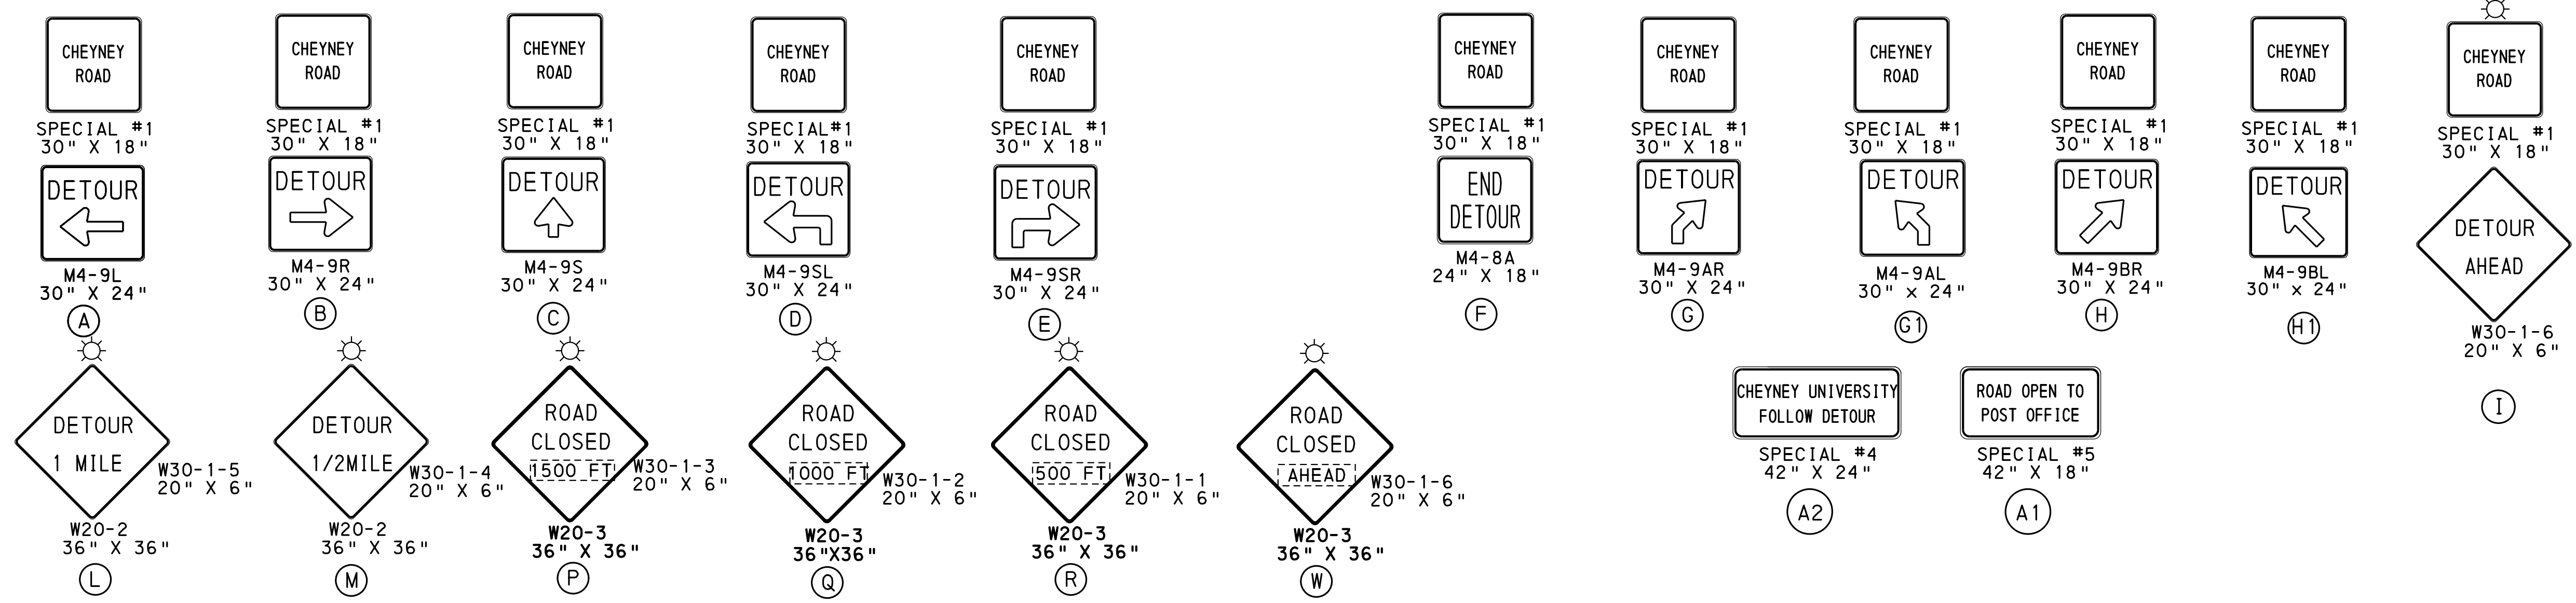 CHEYNEY
ROAD
SPECIAL #1
30" X 18"
DETOUR
M4-9L
30" X 24"
A
CHEYNEY
ROAD
SPECIAL #1
30" X 18"
DETOUR
M4-9R
30" X 24"
B
CHEYNEY
ROAD
SPECIAL #1
30" X 18"
DETOUR
M4-9S
30" X 24"
C
CHEYNEY
ROAD
SPECIAL#1
30" X 18"
DETOUR
M4-9SL
30" X 24"
D
CHEYNEY
ROAD
SPECIAL #1
30" X 18"
DETOUR
M4-9SR
30" X 24"
E
CHEYNEY
ROAD
SPECIAL #1
30" X 18"
END
DETOUR
M4-8A
24" X 18"
F
CHEYNEY
ROAD
SPECIAL #1
30" X 18"
DETOUR
M4-9AR
30" X 24"
G
CHEYNEY
ROAD
SPECIAL #1
30" X 18"
DETOUR
M4-9AL
30" x 24"
G1
CHEYNEY
ROAD
SPECIAL #1
30" X 18"
DETOUR
M4-9BR
30" X 24"
H
CHEYNEY
ROAD
SPECIAL #1
30" X 18"
DETOUR
M4-9BL
30" x 24"
H1
CHEYNEY
ROAD
SPECIAL #1
30" X 18"
DETOUR
AHEAD
W30-1-6
20" X 6"
I
DETOUR
1 MILE
W30-1-5
20" X 6"
W20-2
36" X 36"
L
DETOUR
1/2MILE
W30-1-4
20" X 6"
W20-2
36" X 36"
M
ROAD
CLOSED
1500 FT
W30-1-3
20" X 6"
W20-3
36" X 36"
P
ROAD
CLOSED
1000 FT
W30-1-2
20" X 6"
W20-3
36"X36"
Q
ROAD
CLOSED
500 FT
W30-1-1
20" X 6"
W20-3
36" X 36"
R
ROAD
CLOSED
AHEAD
W30-1-6
20" X 6"
W20-3
36" X 36"
W
CHEYNEY UNIVERSITY
FOLLOW DETOUR
SPECIAL #4
42" X 24"
A2
ROAD OPEN TO
POST OFFICE
SPECIAL #5
42" X 18"
A1